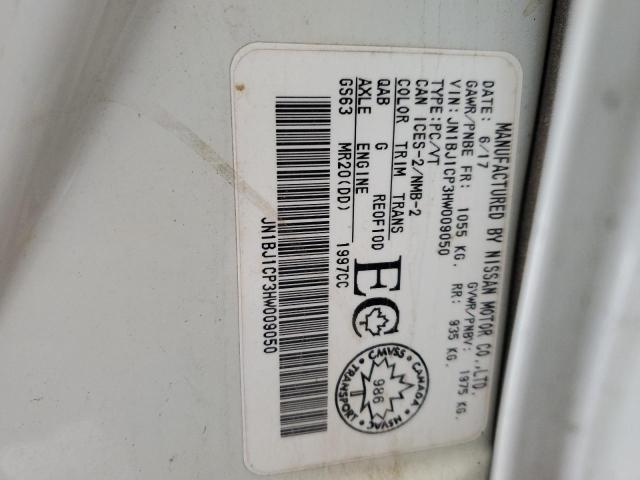 MANUFACTURED BY NISSAN MOTOR CO.,LTD.
DATE: 6/17 GVWR/PNBV: 1975 KG.
GAWR/PNBE FR: 1055 KG. RR: 935 KG.
VIN: JN1BJ1CP3HW009050
TYPE:PC/VT
CAN ICES-2/NMB-2
COLOR TRIM TRANS
QAB G RE0F10D
AXLE ENGINE
GS63 MR20(DD) 1997CC
JN1BJ1CP3HW009050
EC
CMVSS CANADA
NSVAC TRANSPORT
986